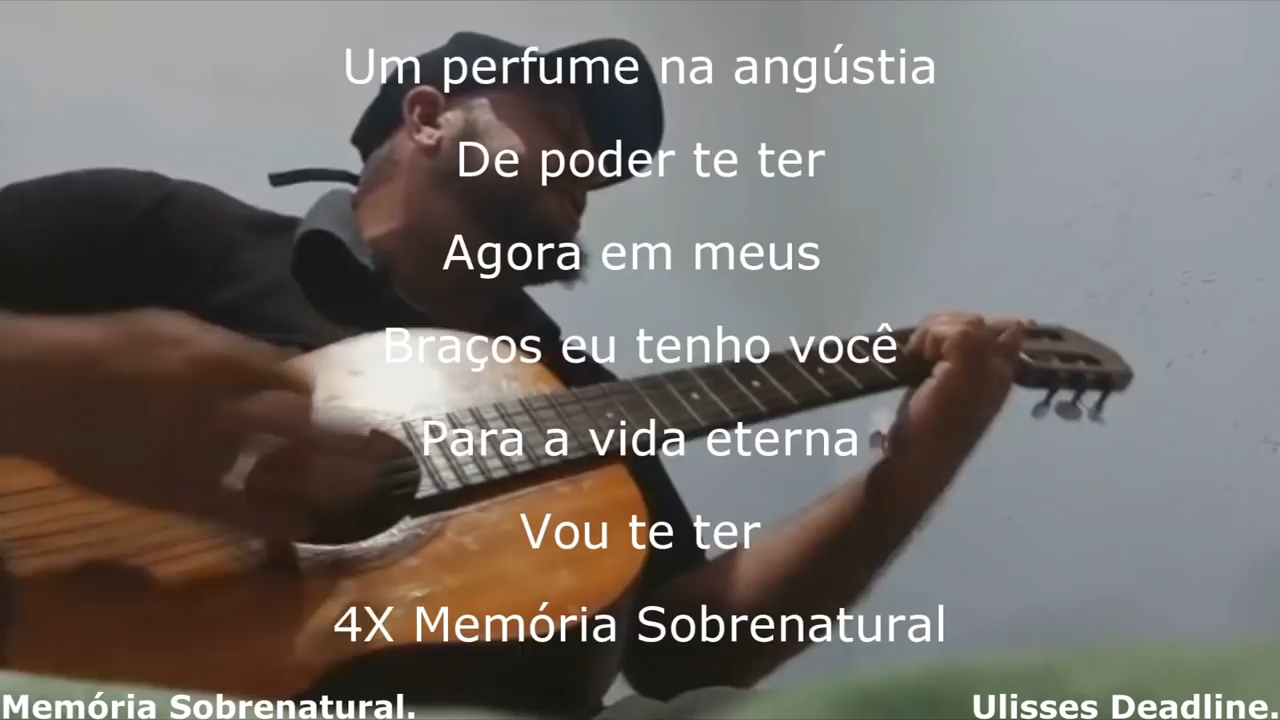 Um perfume na angústia
De poder te ter
Agora em meus
Braços eu tenho você
Para a vida eterna
Vou te ter
4X Memória Sobrenatural
Memória Sobrenatural.
Ulisses Deadline.